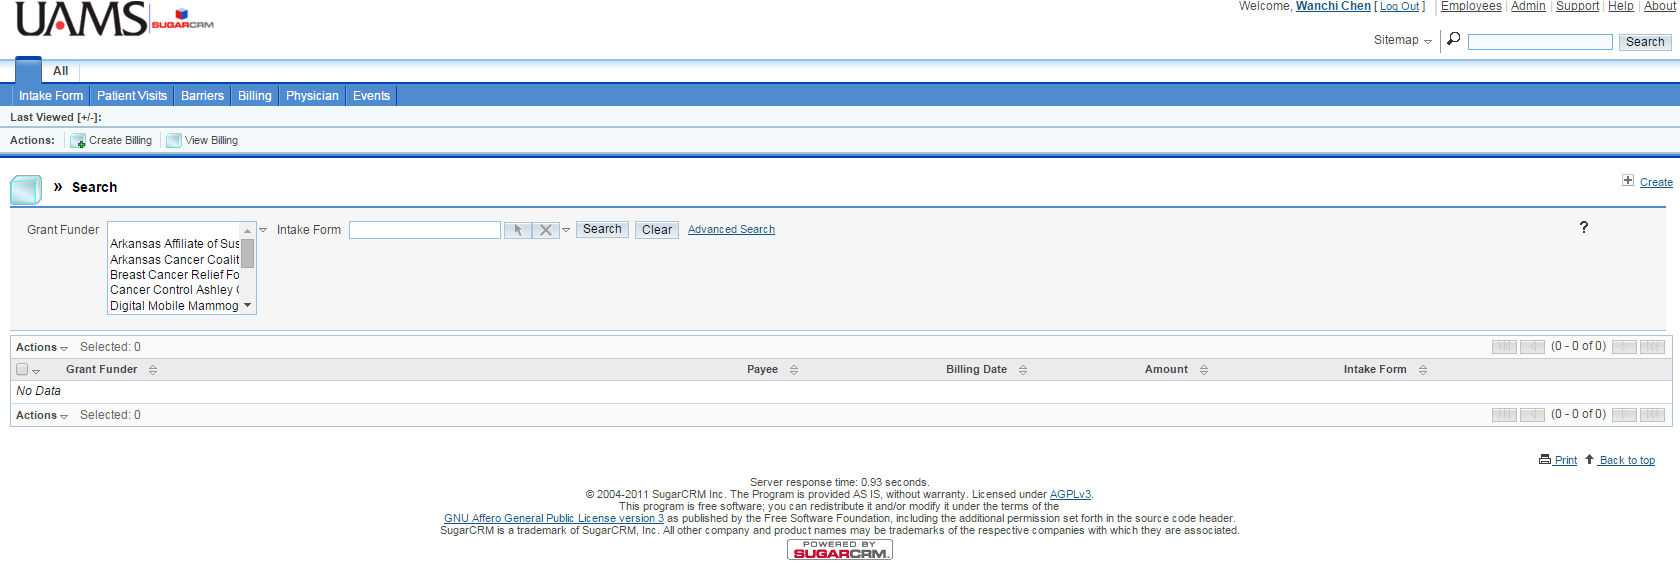 UAMS SUGARCRM
Welcome, Wanchi Chen [ Log Out ] Employees Admin Support Help About
Sitemap Search
All
Intake Form Patient Visits Barriers Billing Physician Events
Last Viewed [+/-]:
Actions: Create Billing View Billing
» Search
Create
Grant Funder Intake Form Search Clear Advanced Search ?
Arkansas Affiliate of Sus
Arkansas Cancer Coalit
Breast Cancer Relief Fo
Cancer Control Ashley
Digital Mobile Mammog
Actions Selected: 0 (0 - 0 of 0)
Grant Funder Payee Billing Date Amount Intake Form
No Data
Actions Selected: 0 (0 - 0 of 0)
Print Back to top
Server response time: 0.93 seconds.
© 2004-2011 SugarCRM Inc. The Program is provided AS IS, without warranty. Licensed under AGPLv3.
This program is free software; you can redistribute it and/or modify it under the terms of the
GNU Affero General Public License version 3 as published by the Free Software Foundation, including the additional permission set forth in the source code header.
SugarCRM is a trademark of SugarCRM, Inc. All other company and product names may be trademarks of the respective companies with which they are associated.
POWERED BY
SUGARCRM